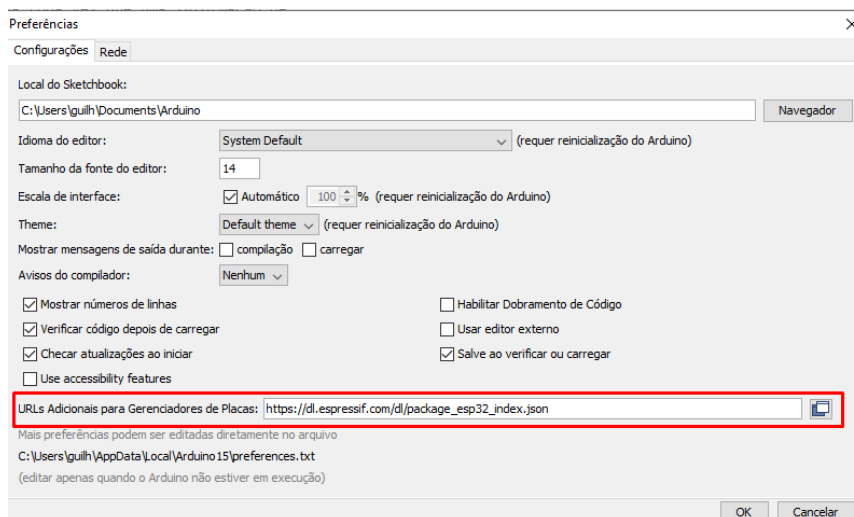 Preferências
Configurações Rede
Local do Sketchbook:
C:\Users\guilh\Documents\Arduino Navegador
Idioma do editor: System Default (requer reinicialização do Arduino)
Tamanho da fonte do editor: 14
Escala de interface: Automático 100 % (requer reinicialização do Arduino)
Theme: Default theme (requer reinicialização do Arduino)
Mostrar mensagens de saída durante: compilação carregar
Avisos do compilador: Nenhum
Mostrar números de linhas Habilitar Dobramento de Código
Verificar código depois de carregar Usar editor externo
Checar atualizações ao iniciar Salve ao verificar ou carregar
Use accessibility features
URLs Adicionais para Gerenciadores de Placas: https://dl.espressif.com/dl/package_esp32_index.json
Mais preferências podem ser editadas diretamente no arquivo
C:\Users\guilh\AppData\Local\Arduino15\preferences.txt
(editar apenas quando o Arduino não estiver em execução)
OK Cancelar